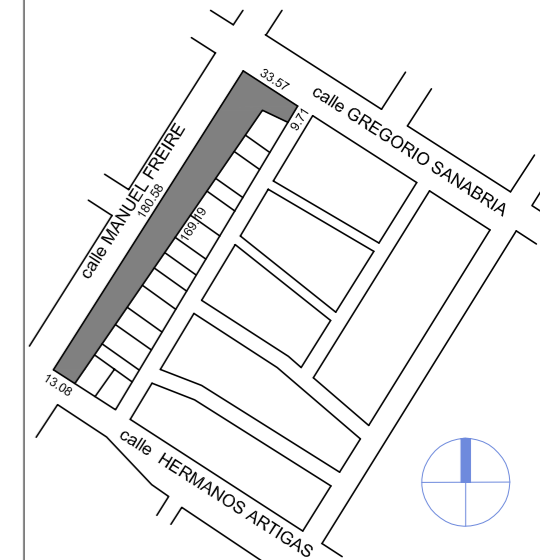 33.57
calle GREGORIO SANABRIA
9.71
calle MANUEL FREIRE
180.58
169.19
13.08
calle HERMANOS ARTIGAS